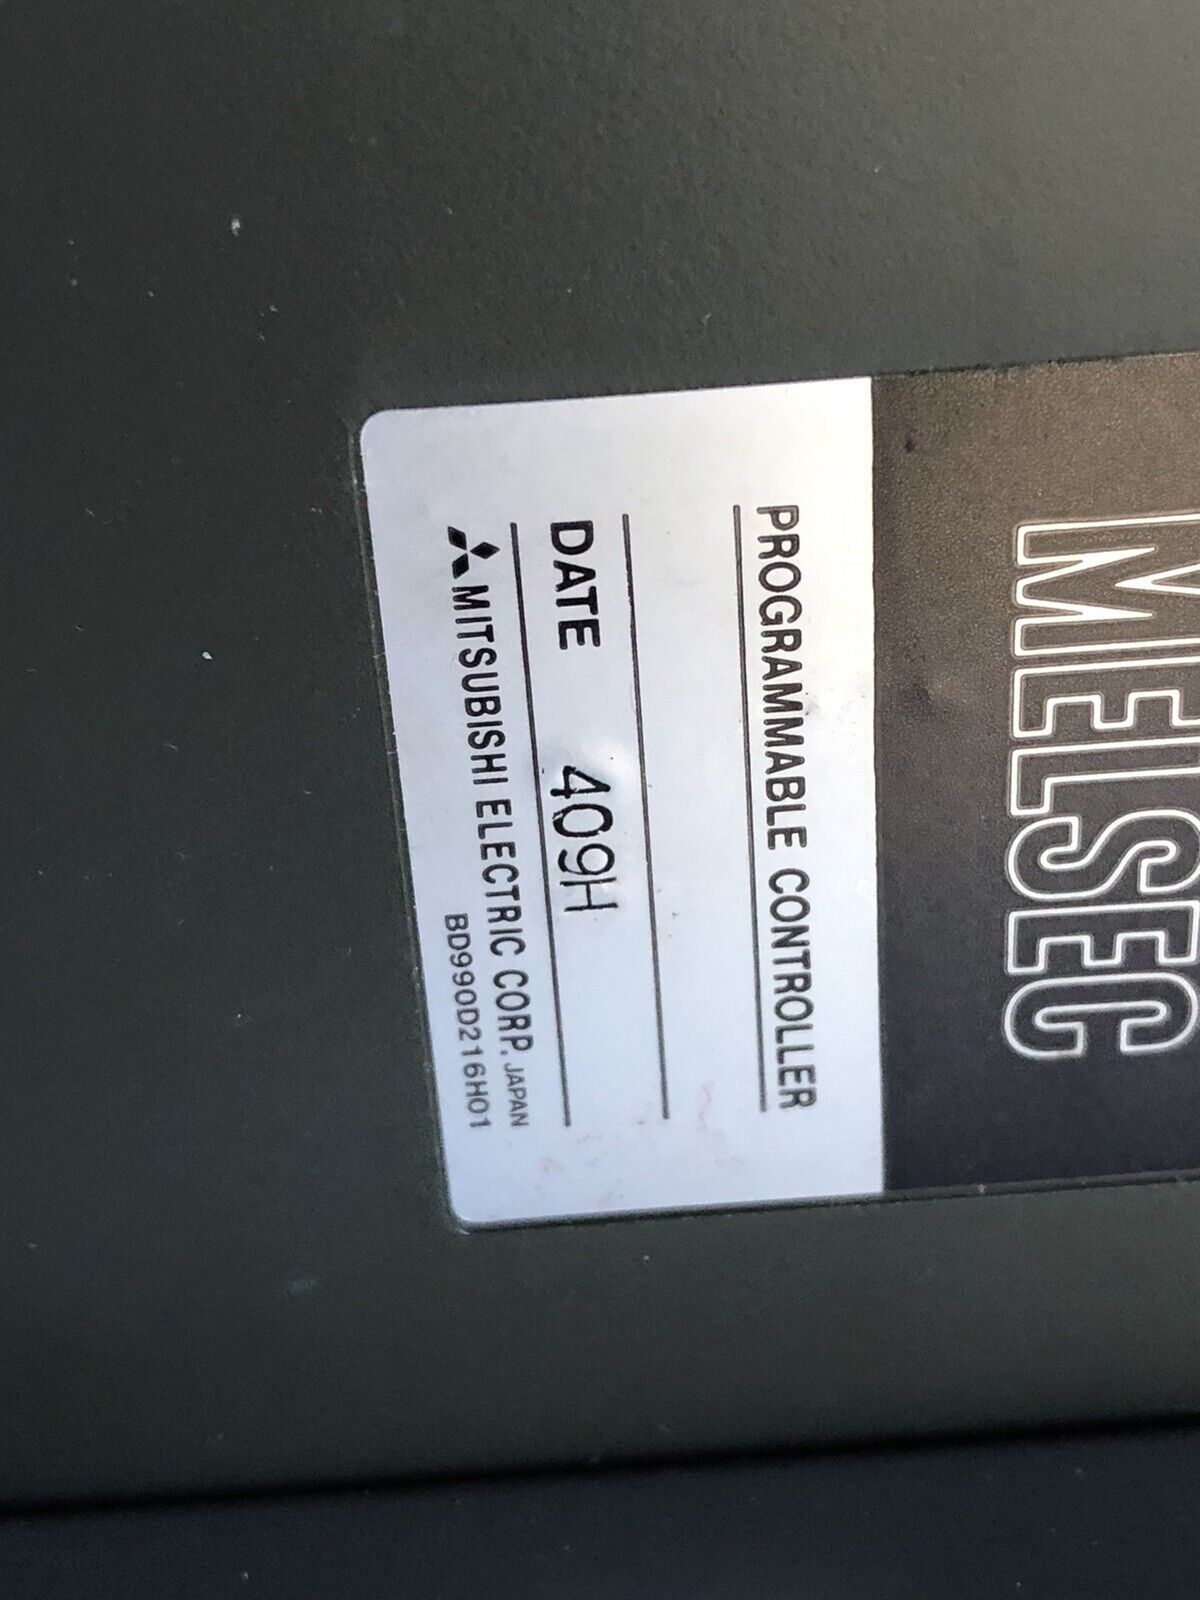 MELSEC
PROGRAMMABLE CONTROLLER
DATE 409H
MITSUBISHI ELECTRIC CORP. JAPAN
BD990D216H01